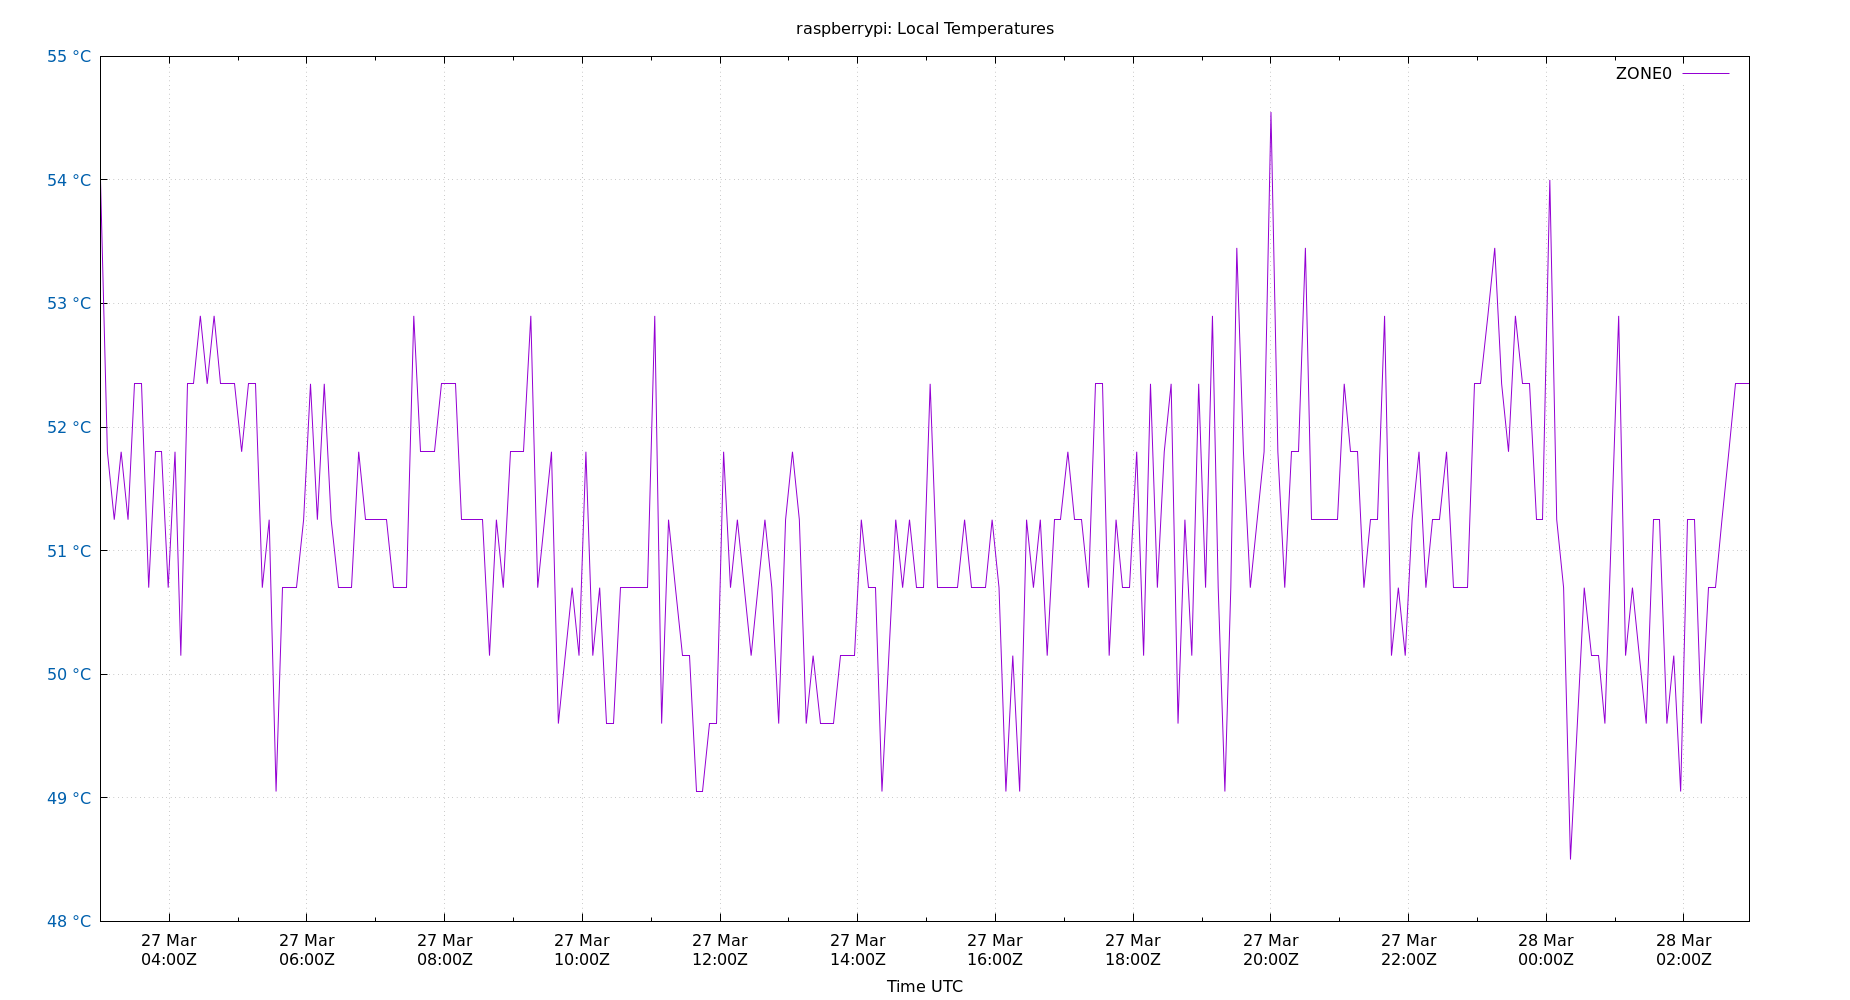 raspberrypi: Local Temperatures
55 °C
ZONE0
54 °C
53 °C
52 °C
51 °C
50 °C
49 °C
48 °C
27 Mar 27 Mar 27 Mar 27 Mar 27 Mar 27 Mar 27 Mar 27 Mar 27 Mar 27 Mar 28 Mar 28 Mar
04:00Z 06:00Z 08:00Z 10:00Z 12:00Z 14:00Z 16:00Z 18:00Z 20:00Z 22:00Z 00:00Z 02:00Z
Time UTC